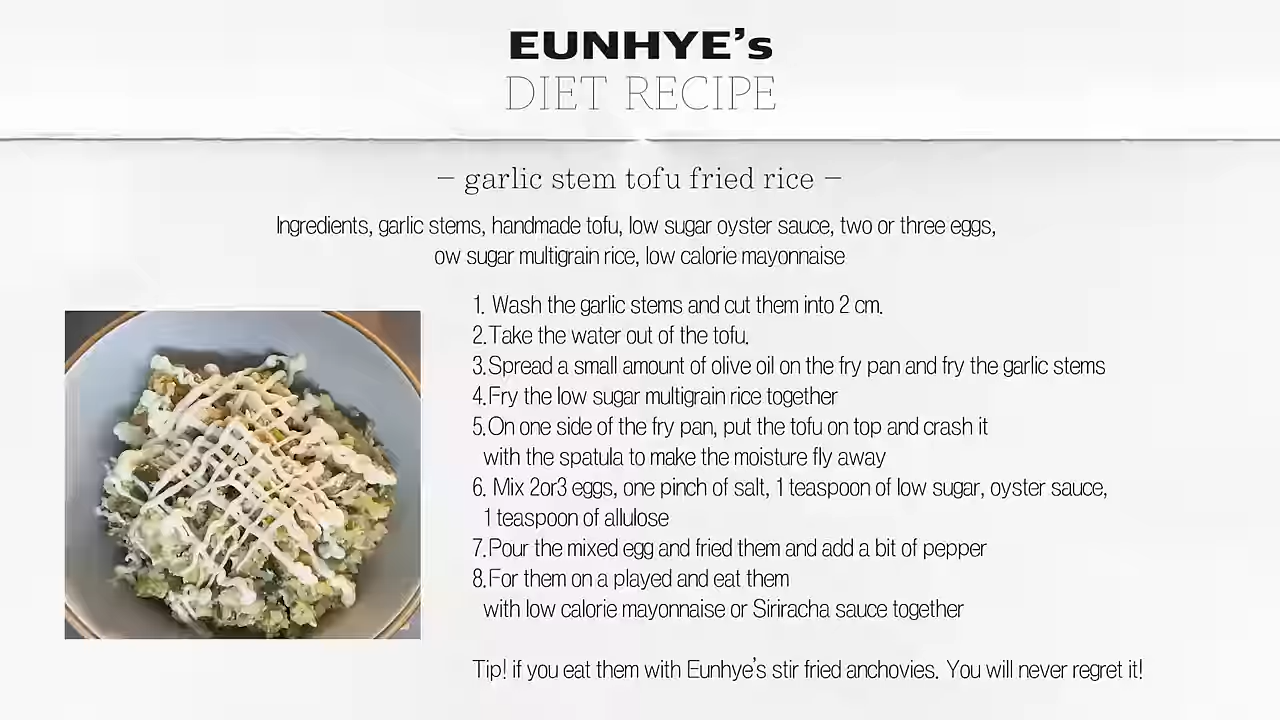 EUNHYE’s
DIET RECIPE
– garlic stem tofu fried rice –
Ingredients, garlic stems, handmade tofu, low sugar oyster sauce, two or three eggs,
ow sugar multigrain rice, low calorie mayonnaise
1. Wash the garlic stems and cut them into 2 cm.
2.Take the water out of the tofu.
3.Spread a small amount of olive oil on the fry pan and fry the garlic stems
4.Fry the low sugar multigrain rice together
5.On one side of the fry pan, put the tofu on top and crash it
with the spatula to make the moisture fly away
6. Mix 2or3 eggs, one pinch of salt, 1 teaspoon of low sugar, oyster sauce,
1 teaspoon of allulose
7.Pour the mixed egg and fried them and add a bit of pepper
8.For them on a played and eat them
with low calorie mayonnaise or Siriracha sauce together
Tip! if you eat them with Eunhye’s stir fried anchovies. You will never regret it!